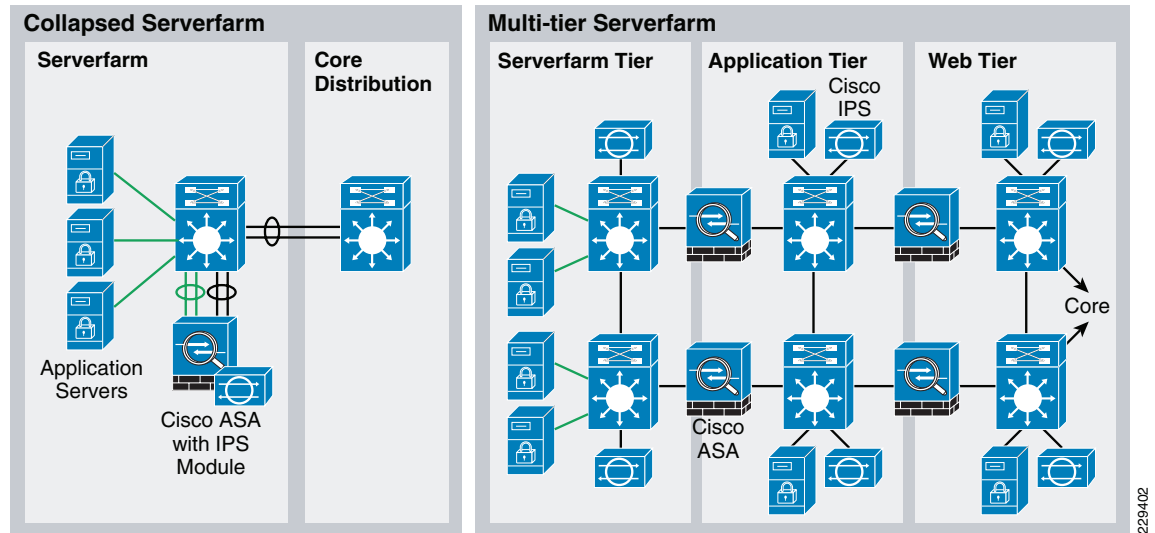 Collapsed Serverfarm
Serverfarm
Core
Distribution
Application
Servers
Cisco ASA
with IPS
Module
Multi-tier Serverfarm
Serverfarm Tier
Application Tier
Web Tier
Cisco
IPS
Core
Cisco
ASA
229402